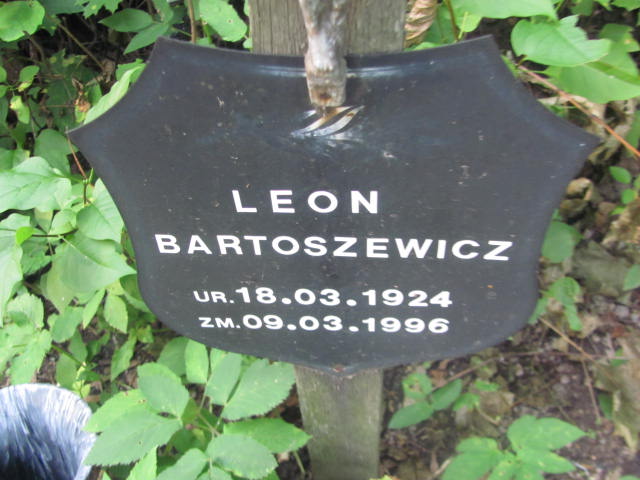 LEON
BARTOSZEWICZ
UR. 18.03.1924
ZM. 09.03.1996